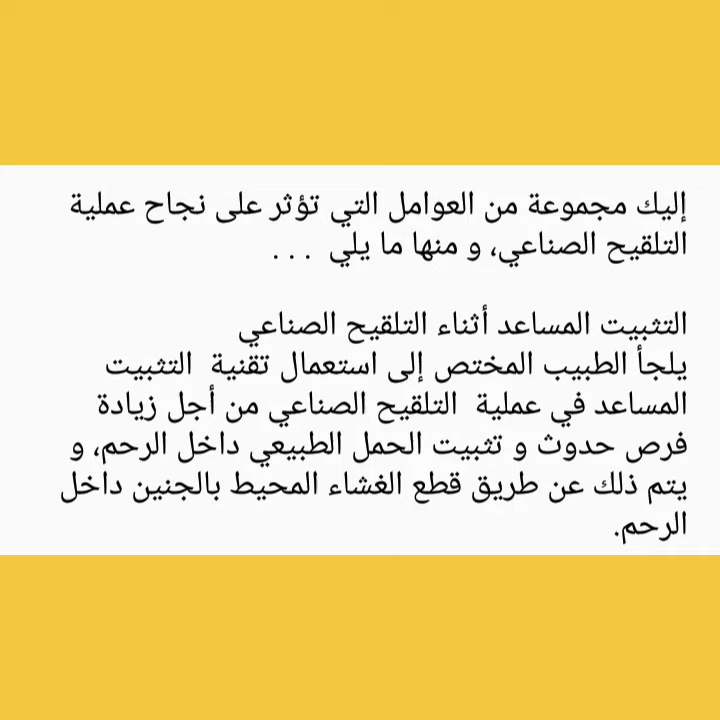 إليك مجموعة من العوامل التي تؤثر على نجاح عملية
التلقيح الصناعي، و منها ما يلي ...
التثبيت المساعد أثناء التلقيح الصناعي
يلجأ الطبيب المختص إلى استعمال تقنية التثبيت
المساعد في عملية التلقيح الصناعي من أجل زيادة
فرص حدوث و تثبيت الحمل الطبيعي داخل الرحم، و
يتم ذلك عن طريق قطع الغشاء المحيط بالجنين داخل
الرحم.